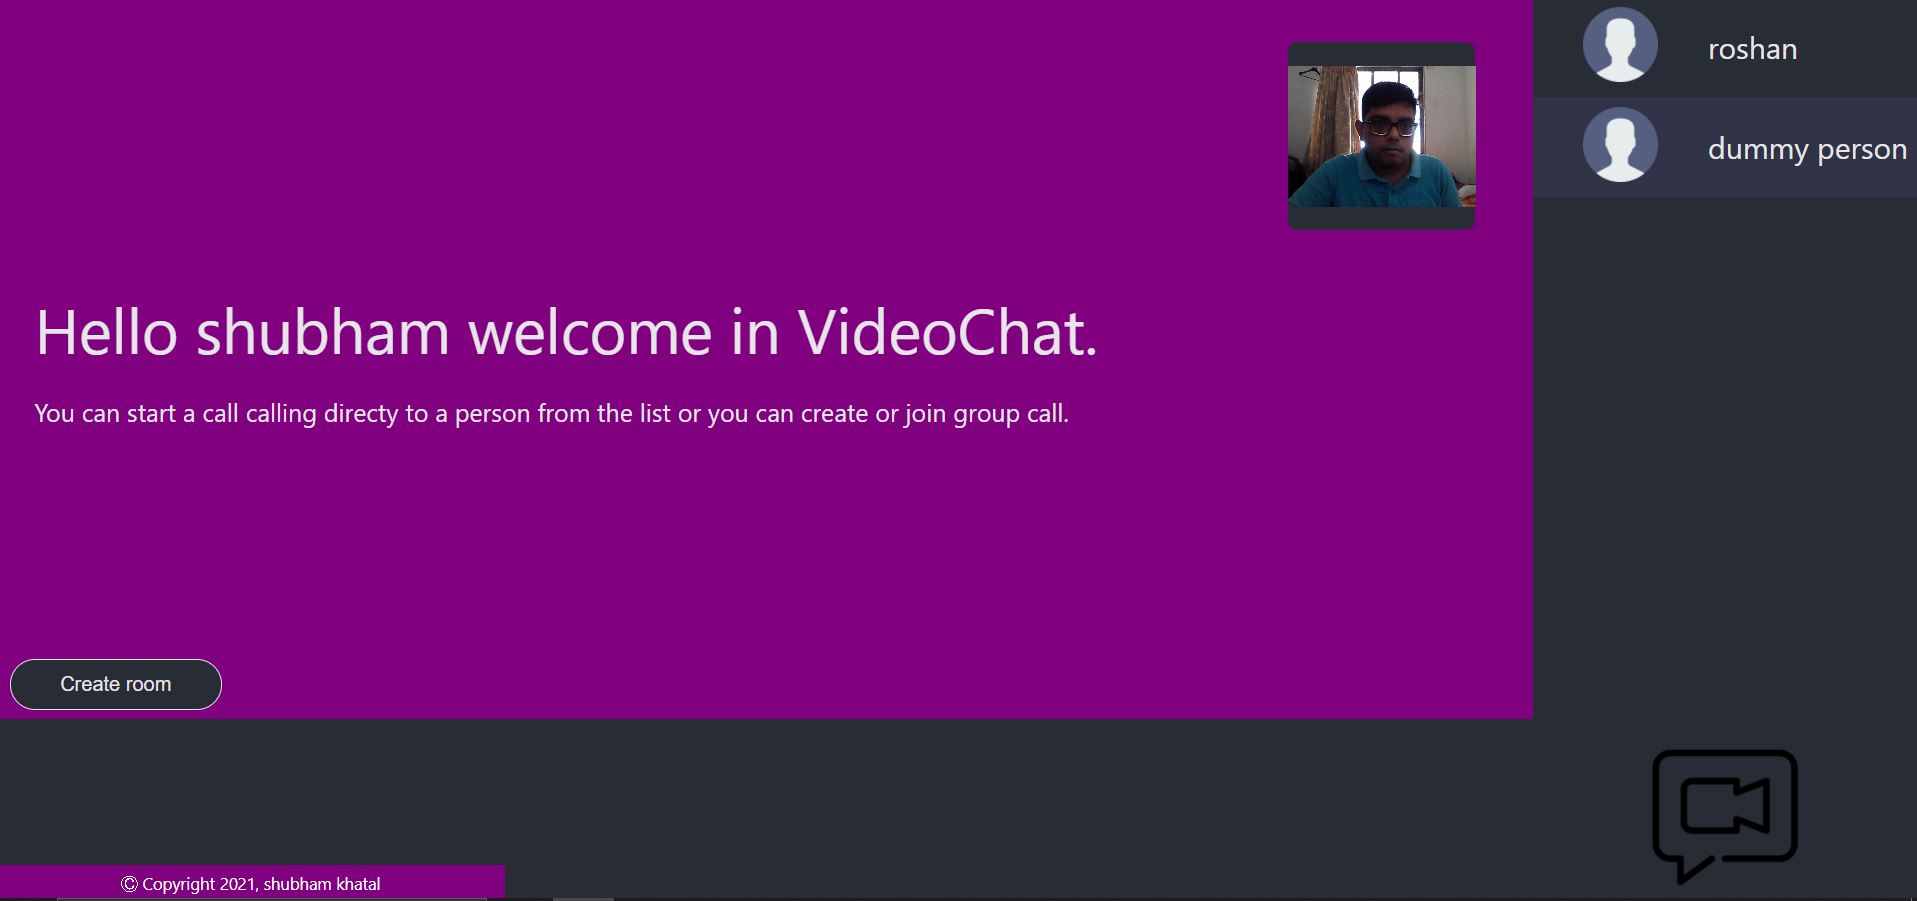 roshan
dummy person
Hello shubham welcome in VideoChat.
You can start a call calling directy to a person from the list or you can create or join group call.
Create room
© Copyright 2021, shubham khatal